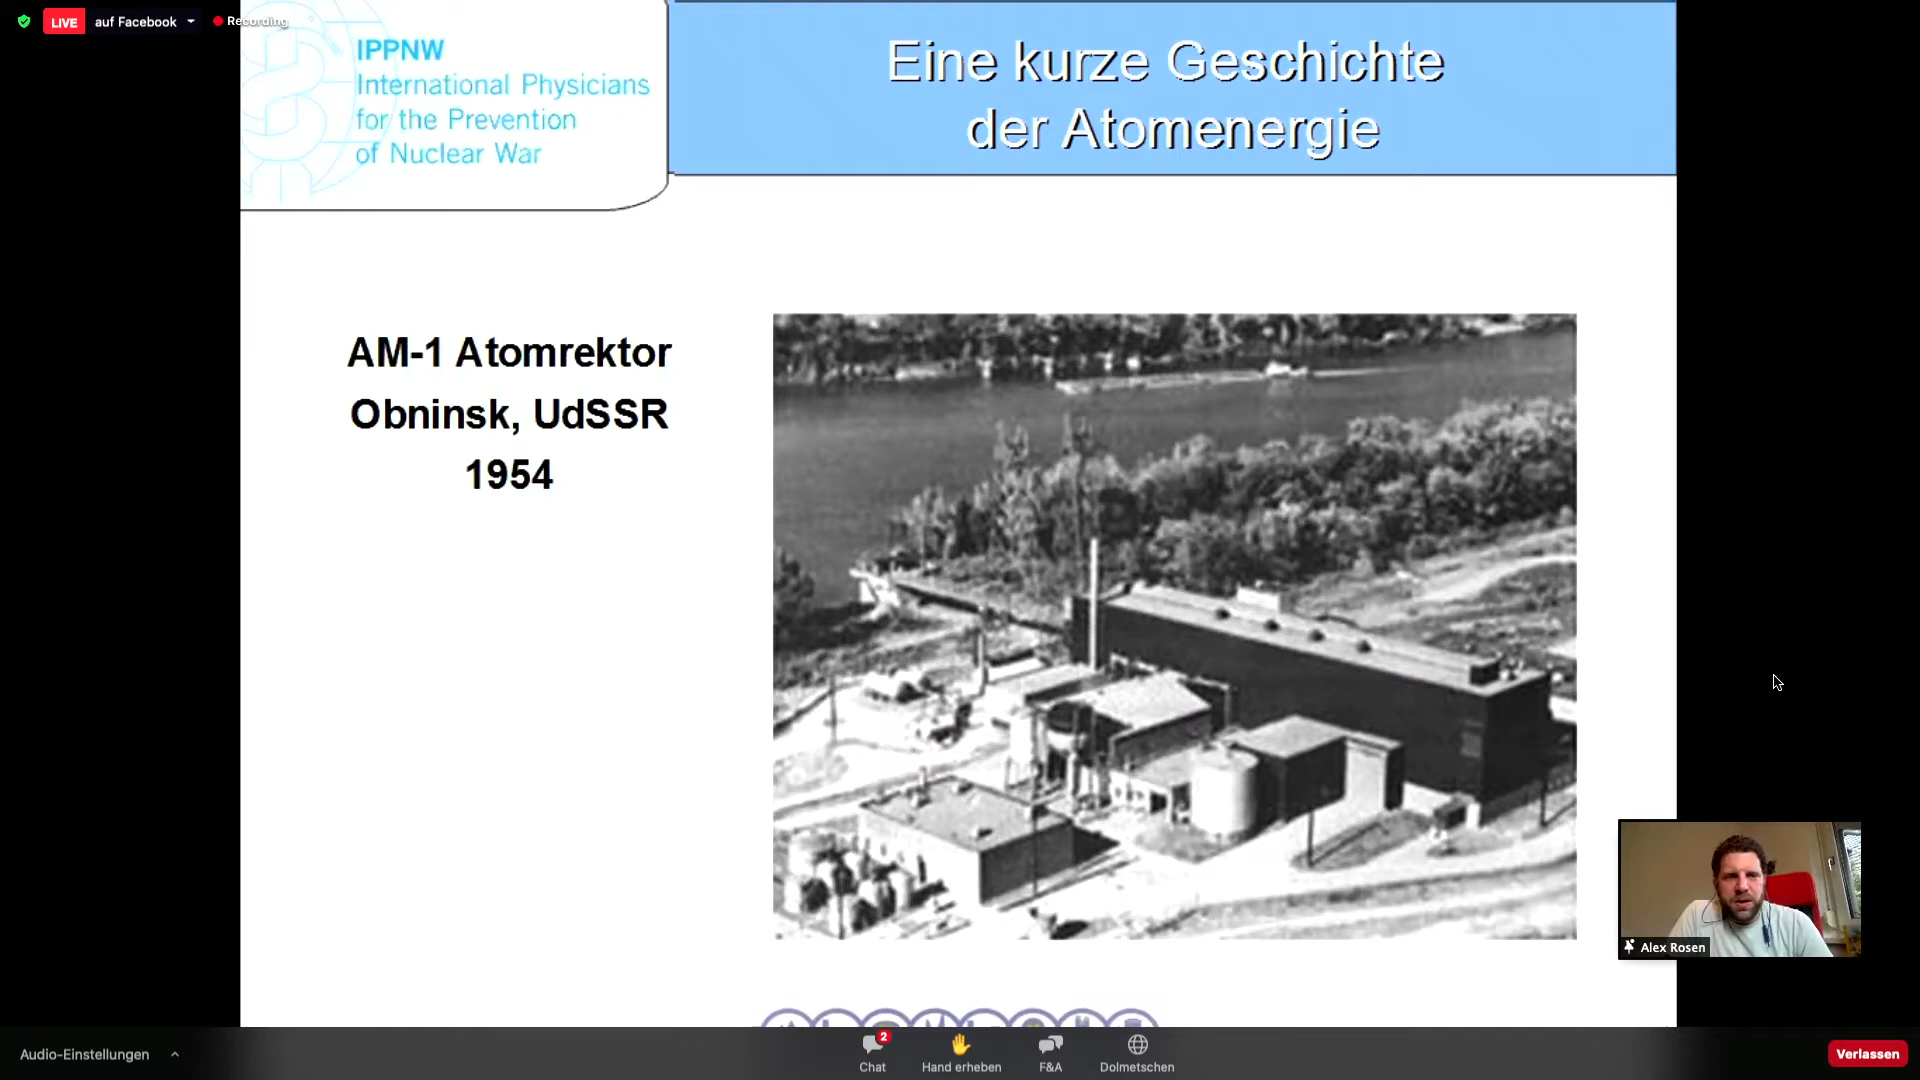 LIVE auf Facebook Recording
IPPNW
International Physicians
for the Prevention
of Nuclear War
Eine kurze Geschichte
der Atomenergie
AM-1 Atomrektor
Obninsk, UdSSR
1954
Alex Rosen
Audio-Einstellungen
2
Chat
Hand erheben
F&A
Dolmetschen
Verlassen